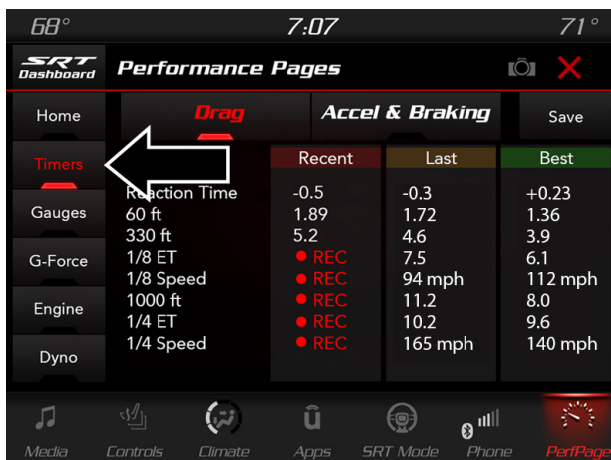 68° 7:07 71°
SRT Dashboard Performance Pages
Home Drag Accel & Braking Save
Timers Recent Last Best
Reaction Time -0.5 -0.3 +0.23
Gauges 60 ft 1.89 1.72 1.36
330 ft 5.2 4.6 3.9
G-Force 1/8 ET REC 7.5 6.1
1/8 Speed REC 94 mph 112 mph
Engine 1000 ft REC 11.2 8.0
1/4 ET REC 10.2 9.6
Dyno 1/4 Speed REC 165 mph 140 mph
û
Media Controls Climate Apps SRT Mode Phone PerfPage